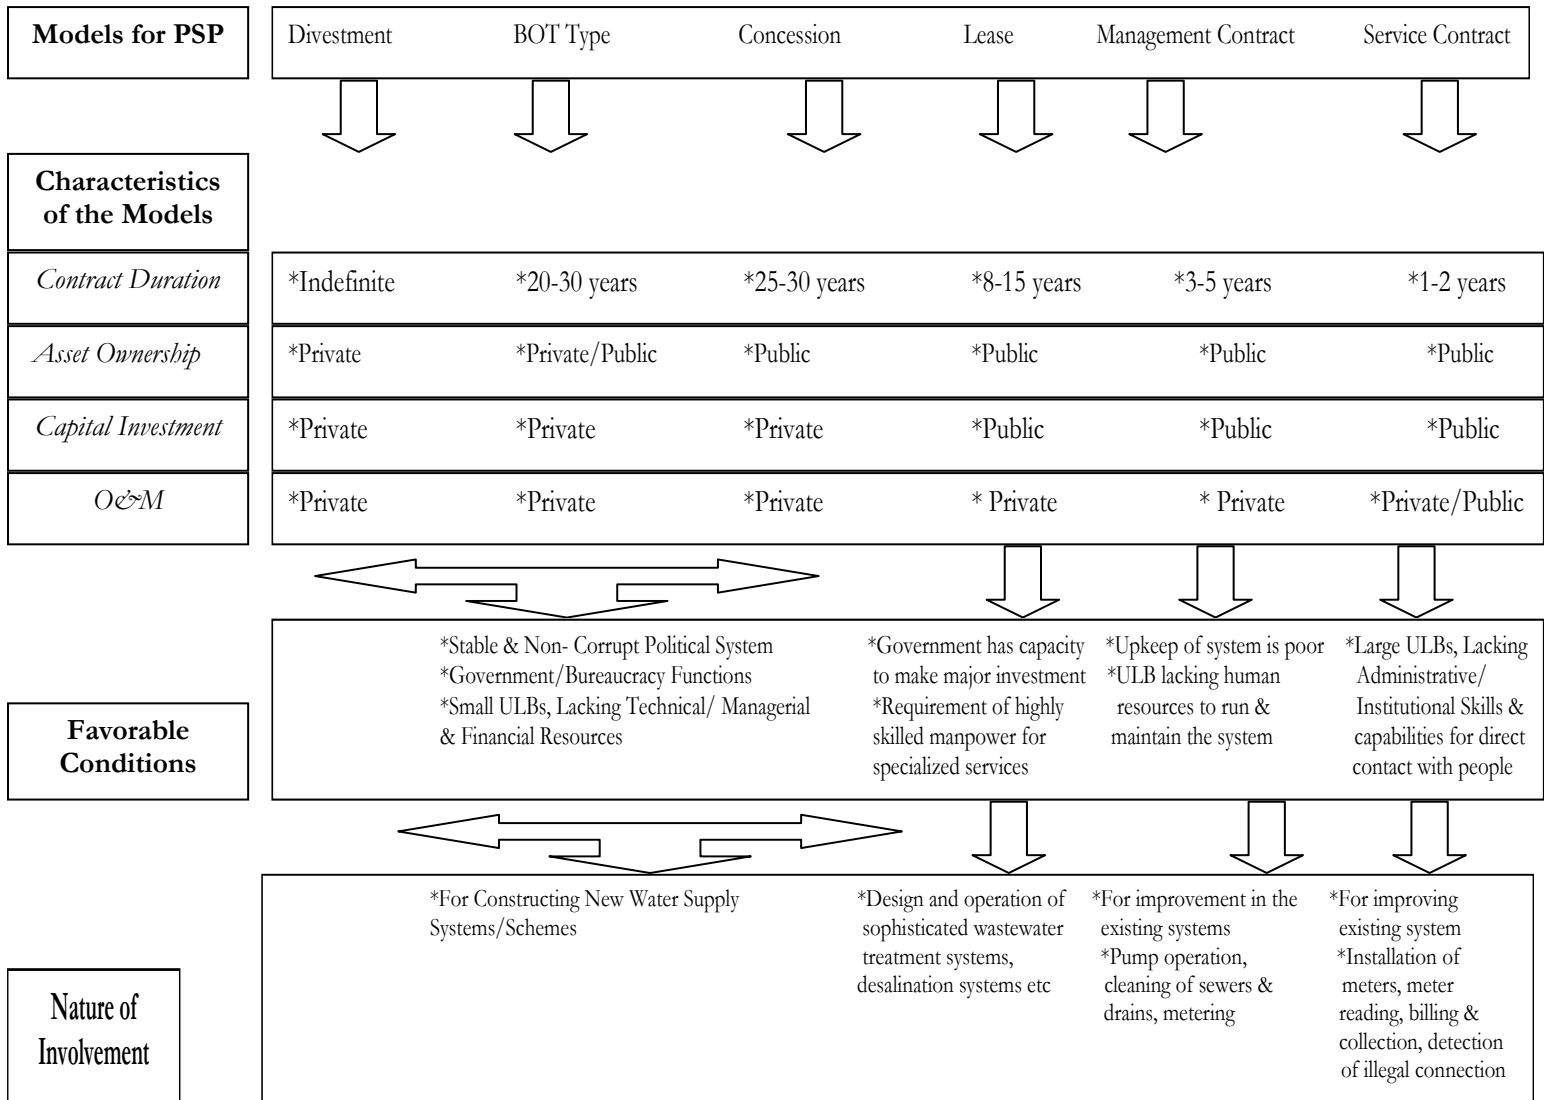 Models for PSP
Divestment BOT Type Concession Lease Management Contract Service Contract
Characteristics
of the Models
Contract Duration *Indefinite *20-30 years *25-30 years *8-15 years *3-5 years *1-2 years
Asset Ownership *Private *Private/Public *Public *Public *Public *Public
Capital Investment *Private *Private *Private *Public *Public *Public
O&M *Private *Private *Private * Private * Private *Private/Public
Favorable
Conditions
*Stable & Non- Corrupt Political System
*Government/Bureaucracy Functions
*Small ULBs, Lacking Technical/ Managerial
& Financial Resources
*Government has capacity
to make major investment
*Requirement of highly
skilled manpower for
specialized services
*Upkeep of system is poor
*ULB lacking human
resources to run &
maintain the system
*Large ULBs, Lacking
Administrative/
Institutional Skills &
capabilities for direct
contact with people
Nature of
Involvement
*For Constructing New Water Supply
Systems/Schemes
*Design and operation of
sophisticated wastewater
treatment systems,
desalination systems etc
*For improvement in the
existing systems
*Pump operation,
cleaning of sewers &
drains, metering
*For improving
existing system
*Installation of
meters, meter
reading, billing &
collection, detection
of illegal connection